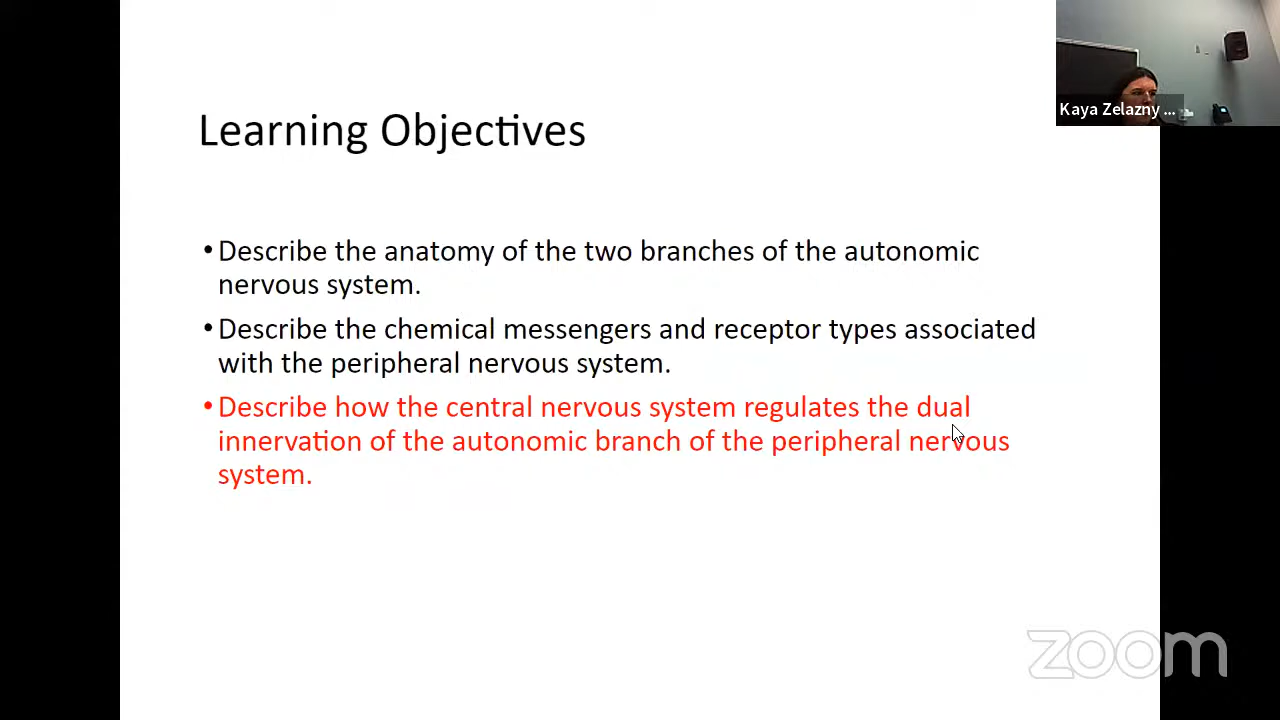 Kaya Zelazny ...
Learning Objectives
•Describe the anatomy of the two branches of the autonomic
nervous system.
•Describe the chemical messengers and receptor types associated
with the peripheral nervous system.
•Describe how the central nervous system regulates the dual
innervation of the autonomic branch of the peripheral nervous
system.
zoom